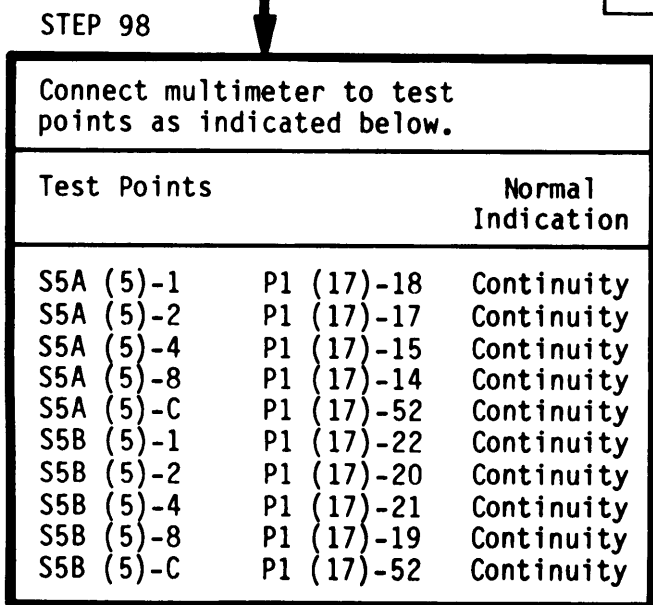 STEP 98
Connect multimeter to test
points as indicated below.
Test Points Normal
Indication
S5A (5)-1 P1 (17)-18 Continuity
S5A (5)-2 P1 (17)-17 Continuity
S5A (5)-4 P1 (17)-15 Continuity
S5A (5)-8 P1 (17)-14 Continuity
S5A (5)-C P1 (17)-52 Continuity
S5B (5)-1 P1 (17)-22 Continuity
S5B (5)-2 P1 (17)-20 Continuity
S5B (5)-4 P1 (17)-21 Continuity
S5B (5)-8 P1 (17)-19 Continuity
S5B (5)-C P1 (17)-52 Continuity